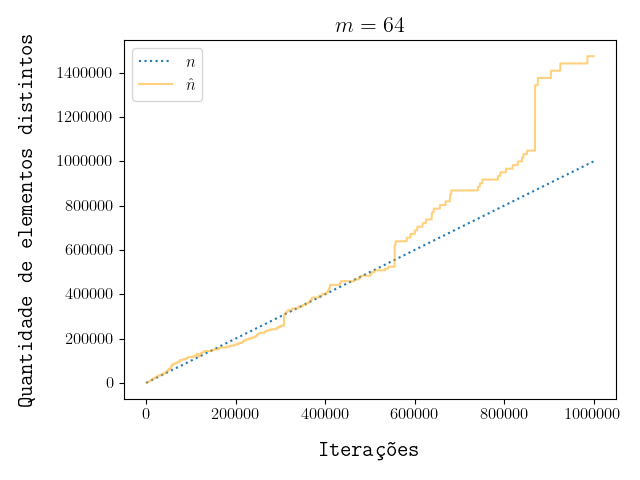 m = 64
n
n̂
Quantidade de elementos distintos
1400000
1200000
1000000
800000
600000
400000
200000
0
0 200000 400000 600000 800000 1000000
Iterações